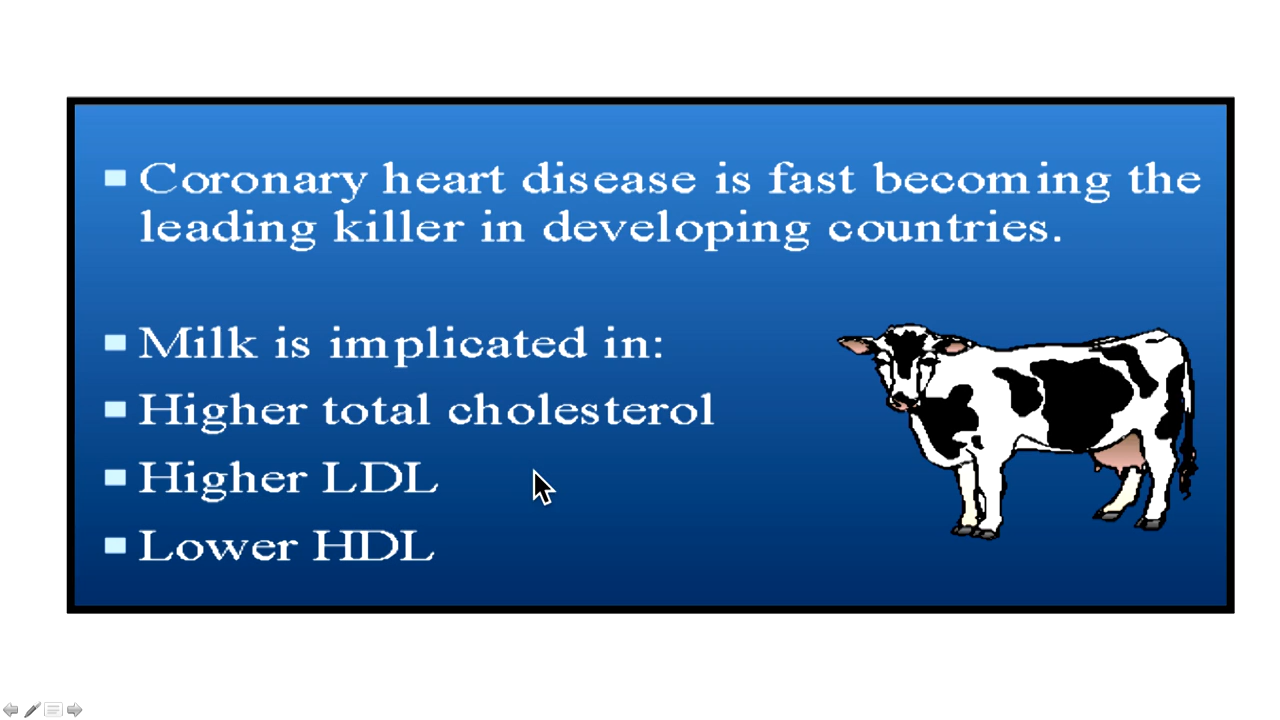 Coronary heart disease is fast becoming the
leading killer in developing countries.
Milk is implicated in:
Higher total cholesterol
Higher LDL
Lower HDL